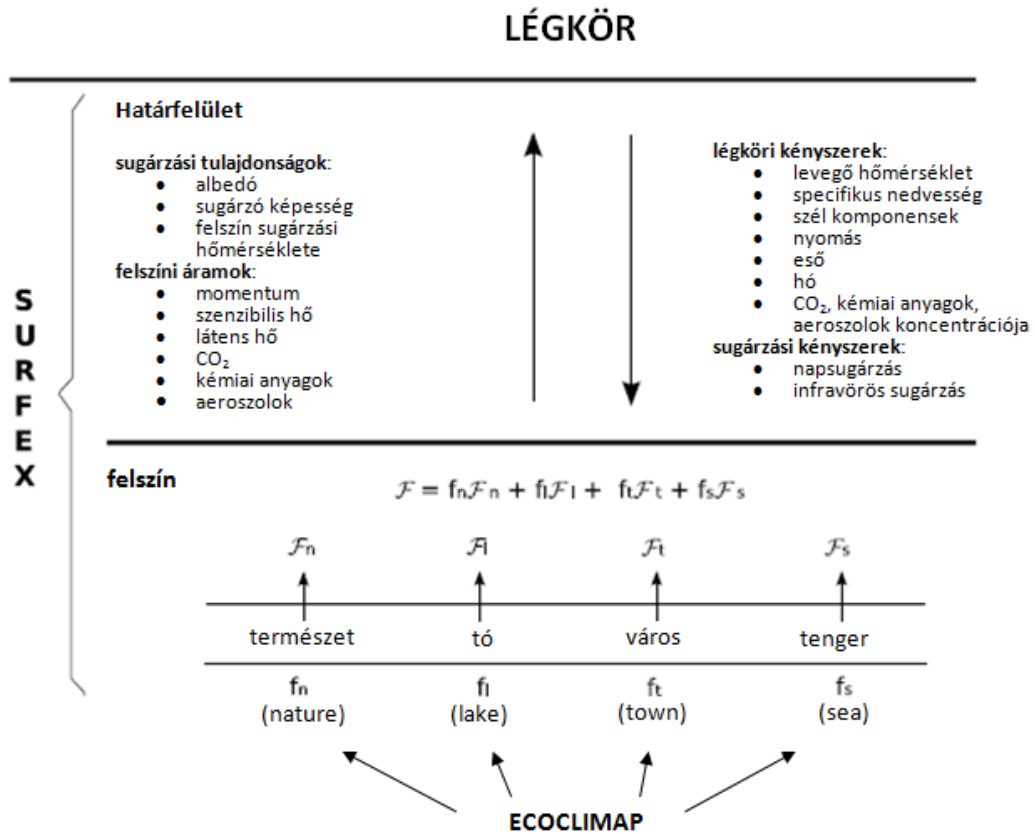 LÉGKÖR
SURFEX
Határfelület
sugárzási tulajdonságok:
● albedó
● sugárzó képesség
● felszín sugárzási
hőmérséklete
felszíni áramok:
● momentum
● szenzibilis hő
● látens hő
● CO₂
● kémiai anyagok
● aeroszolok
légköri kényszerek:
● levegő hőmérséklet
● specifikus nedvesség
● szél komponensek
● nyomás
● eső
● hó
● CO₂, kémiai anyagok,
aeroszolok koncentrációja
sugárzási kényszerek:
● napsugárzás
● infravörös sugárzás
felszín
ℱ = fnℱn + flℱl + ftℱt + fsℱs
ℱn ℱl ℱt ℱs
természet tó város tenger
fn fl ft fs
(nature) (lake) (town) (sea)
ECOCLIMAP